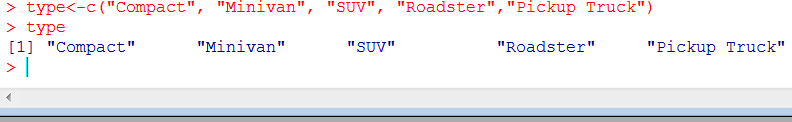 > type<-c("Compact", "Minivan", "SUV", "Roadster","Pickup Truck")
> type
[1] "Compact"      "Minivan"      "SUV"          "Roadster"     "Pickup Truck"
>